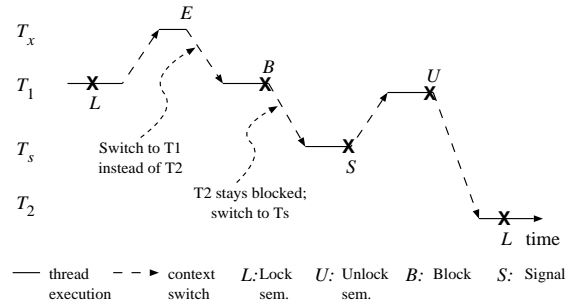 T_x
E
T_1
L
B
U
Switch to T1
instead of T2
T_s
S
T2 stays blocked;
switch to Ts
T_2
L
time
thread
execution
context
switch
L: Lock
sem.
U: Unlock
sem.
B: Block
S: Signal